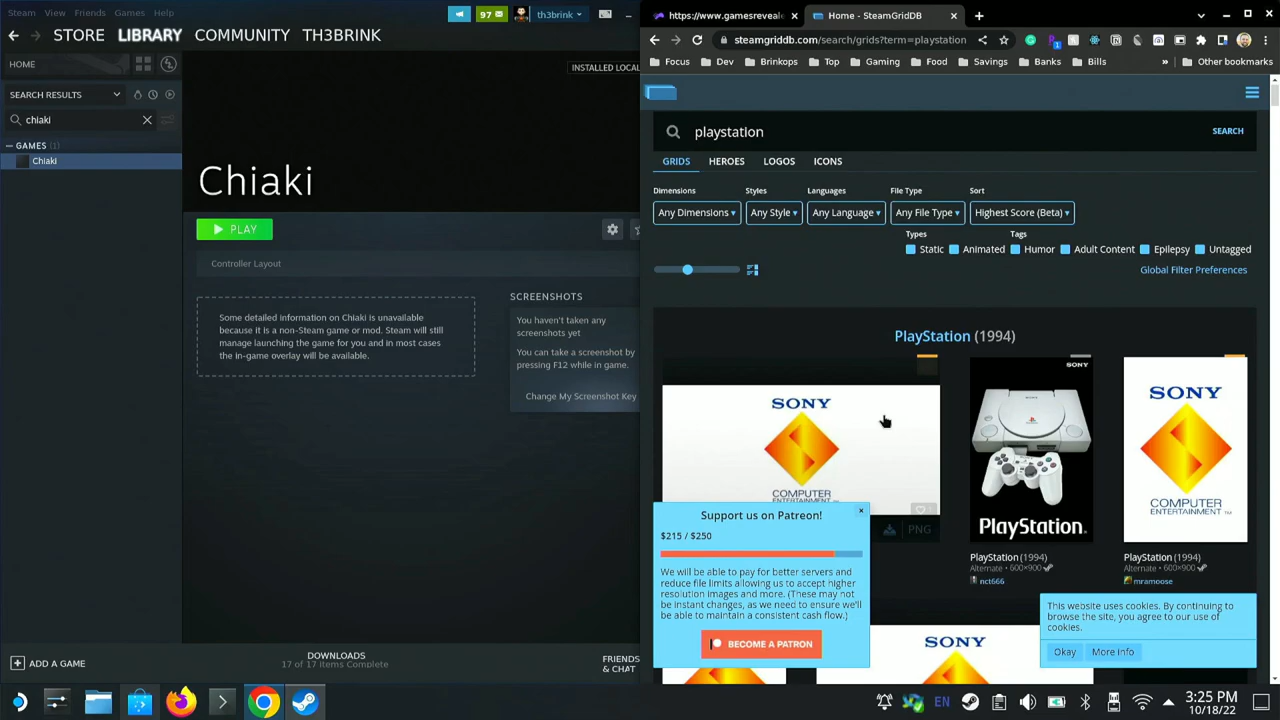 Steam View Friends Games Help
97 th3brink
STORE LIBRARY COMMUNITY TH3BRINK
HOME
SEARCH RESULTS
chiaki
GAMES (1)
Chiaki
INSTALLED LOCAL
Chiaki
PLAY
Controller Layout
Some detailed information on Chiaki is unavailable
because it is a non-Steam game or mod. Steam will still
manage launching the game for you and in most cases
the in-game overlay will be available.
SCREENSHOTS
You haven't taken any
screenshots yet
You can take a screenshot by
pressing F12 while in game.
Change My Screenshot Key
ADD A GAME
DOWNLOADS
17 of 17 Items Complete
FRIENDS
& CHAT
https://www.gamesreveale
Home - SteamGridDB
steamgriddb.com/search/grids?term=playstation
Focus Dev Brinkops Top Gaming Food Savings Banks Bills » Other bookmarks
playstation
SEARCH
GRIDS HEROES LOGOS ICONS
Dimensions Styles Languages File Type Sort
Any Dimensions Any Style Any Language Any File Type Highest Score (Beta)
Types Tags
Static Animated Humor Adult Content Epilepsy Untagged
Global Filter Preferences
PlayStation (1994)
SONY
COMPUTER
ENTERTAINMENT
PNG
SONY
PlayStation.
PlayStation (1994)
Alternate • 600×900
nct666
SONY
COMPUTER
ENTERTAINMENT
PlayStation (1994)
Alternate • 600×900
mramoose
SONY
Support us on Patreon!
×
$215 / $250
We will be able to pay for better servers and
reduce file limits allowing us to accept higher
resolution images and more. (These may not
be instant changes, as we need to ensure we'll
be able to maintain a consistent cash flow.)
BECOME A PATRON
This website uses cookies. By continuing to
browse the site, you agree to our use of
cookies.
Okay More info
EN
3:25 PM
10/18/22